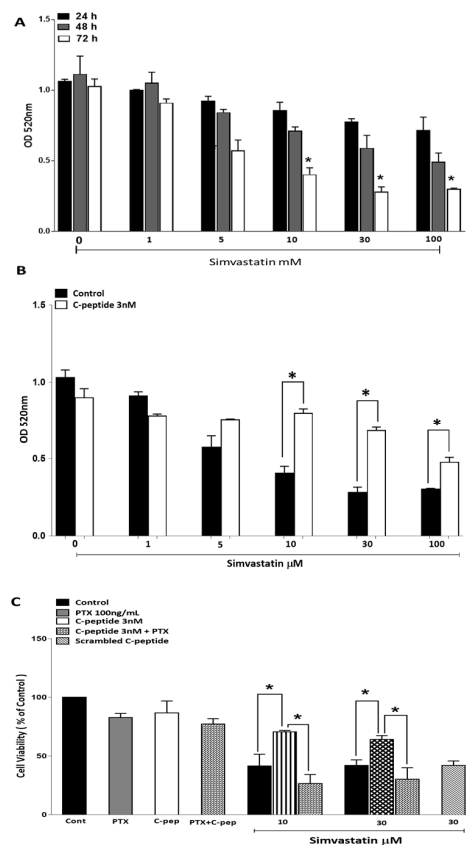 A
24 h
48 h
72 h
OD 520nm
1.5
1.0
0.5
0.0
* * *
0 1 5 10 30 100
Simvastatin mM
B
Control
C-peptide 3nM
OD 520nm
1.5
1.0
0.5
0.0
* * *
0 1 5 10 30 100
Simvastatin µM
C
Control
PTX 100ng/mL
C-peptide 3nM
C-peptide 3nM + PTX
Scrambled C-peptide
Cell Viability ( % of Control )
150
100
50
0
* * * *
Cont PTX C-pep PTX+C-pep 10 30 30
Simvastatin µM